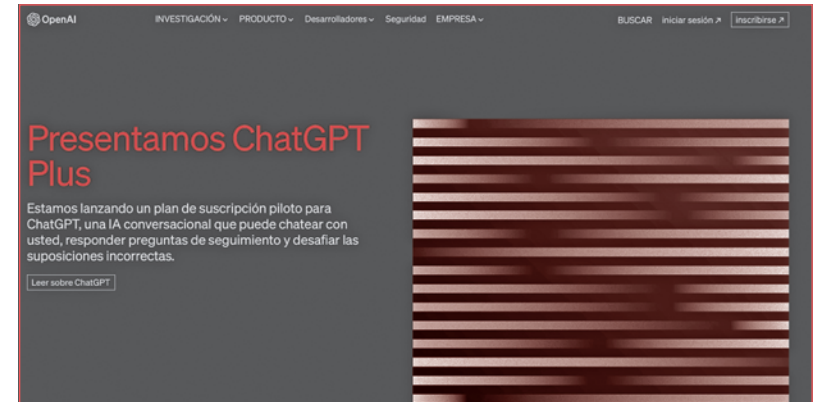 OpenAI INVESTIGACIÓN PRODUCTO Desarrolladores Seguridad EMPRESA BUSCAR Iniciar sesión ↗ inscribirse ↗
Presentamos ChatGPT
Plus
Estamos lanzando un plan de suscripción piloto para
ChatGPT, una IA conversacional que puede chatear con
usted, responder preguntas de seguimiento y desafiar las
suposiciones incorrectas.
Leer sobre ChatGPT